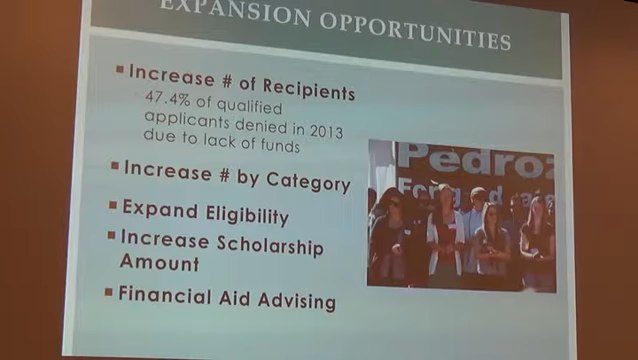 EXPANSION OPPORTUNITIES
Increase # of Recipients
47.4% of qualified
applicants denied in 2013
due to lack of funds
Increase # by Category
Expand Eligibility
Increase Scholarship
Amount
Financial Aid Advising